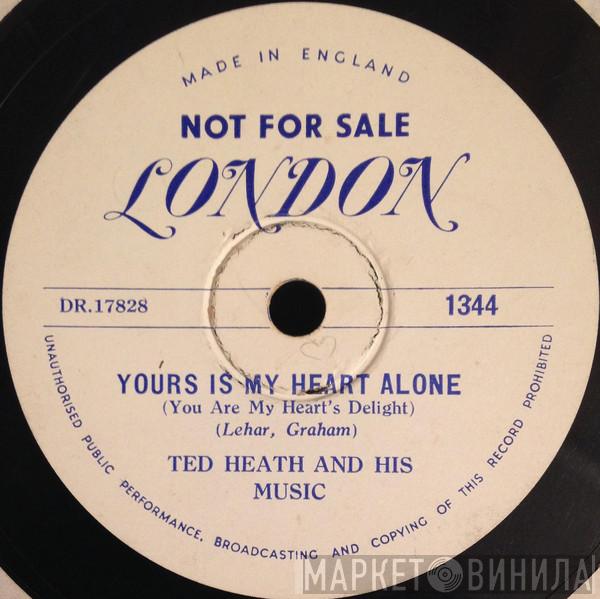 MADE IN ENGLAND
NOT FOR SALE
LONDON
DR.17828
1344
YOURS IS MY HEART ALONE
(You Are My Heart's Delight)
(Lehar, Graham)
TED HEATH AND HIS
MUSIC
UNAUTHORISED PUBLIC PERFORMANCE, BROADCASTING AND COPYING OF THIS RECORD PROHIBITED
МАРКЕТ ВИНИЛА